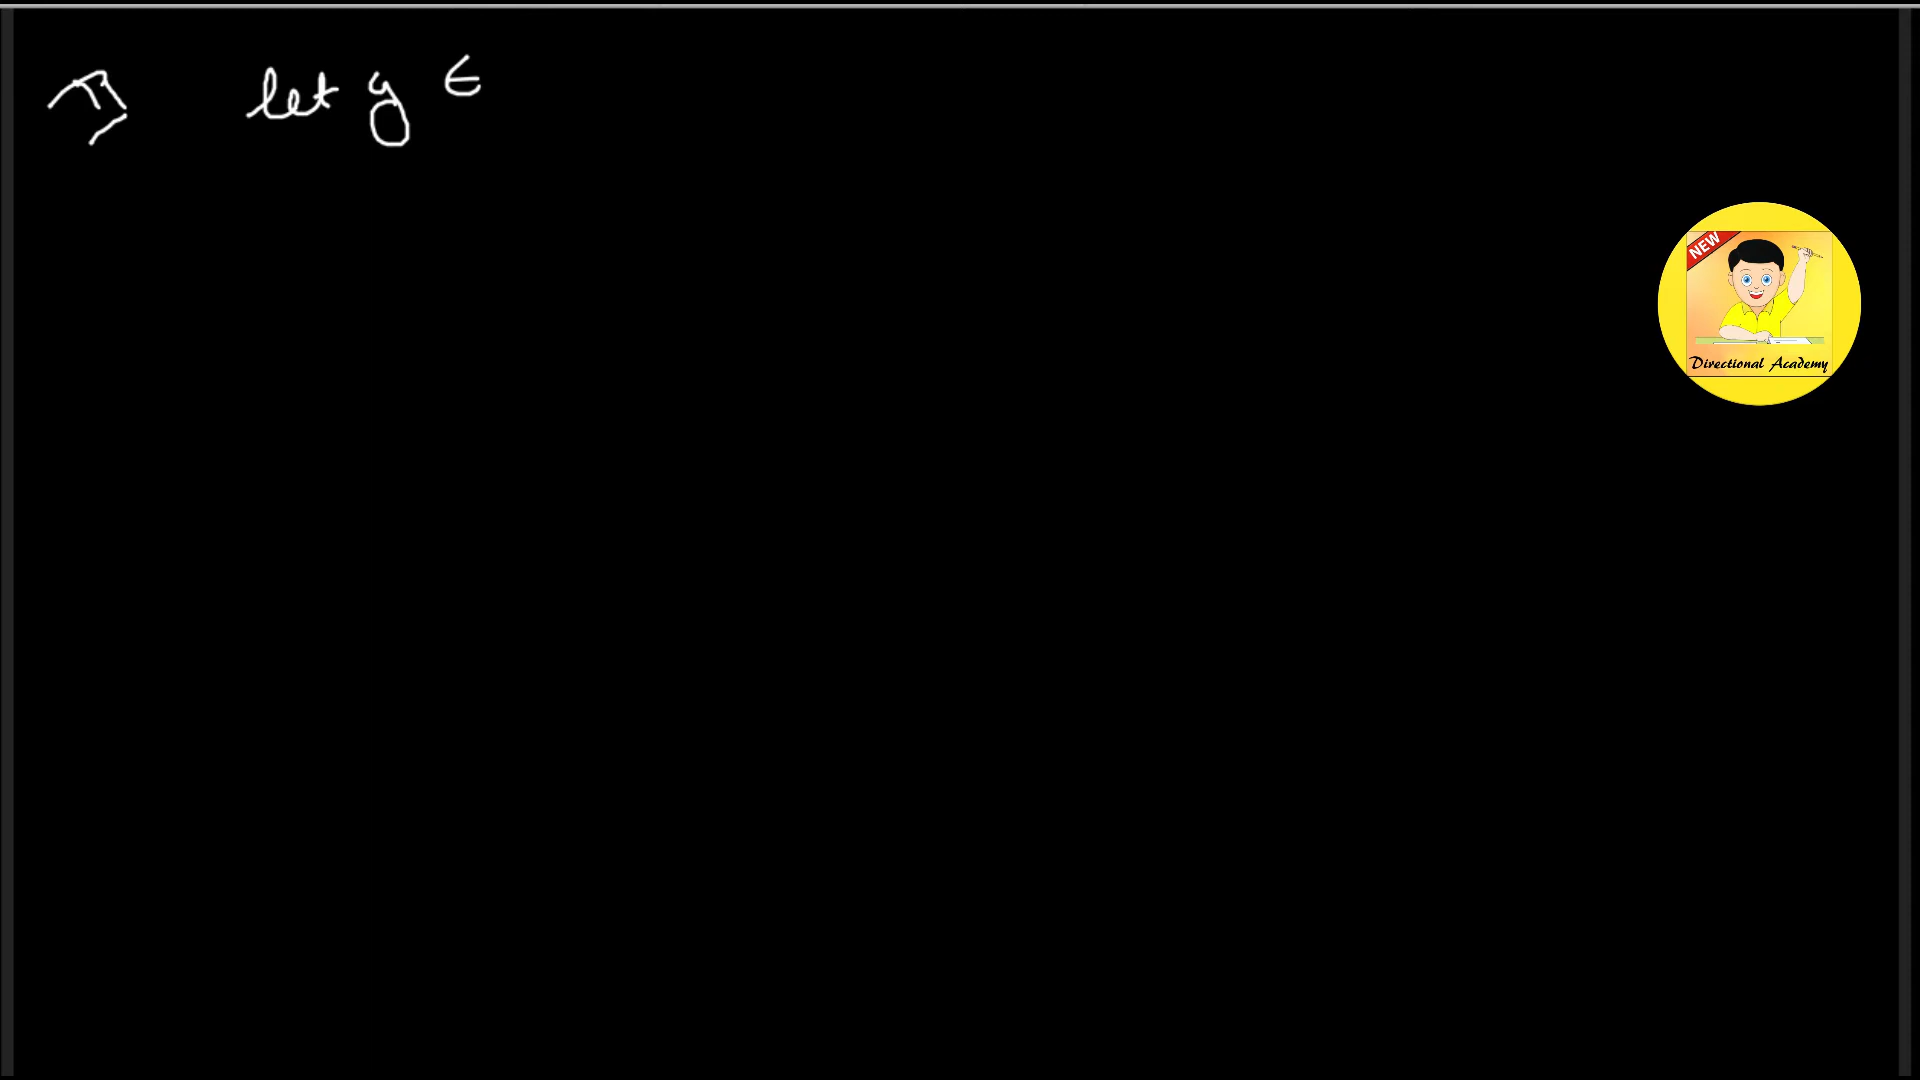 let y ∈
NEW
Directional Academy